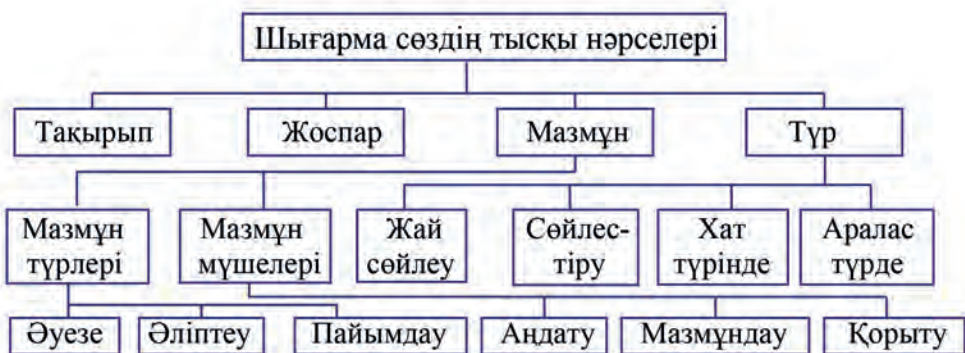 Шығарма сөздің тысқы нәрселері
Тақырып
Жоспар
Мазмұн
Түр
Мазмұн
түрлері
Мазмұн
мүшелері
Жай
сөйлеу
Сөйлес-
тіру
Хат
түрінде
Аралас
түрде
Әуезе
Әліптеу
Пайымдау
Аңдату
Мазмұндау
Қорыту